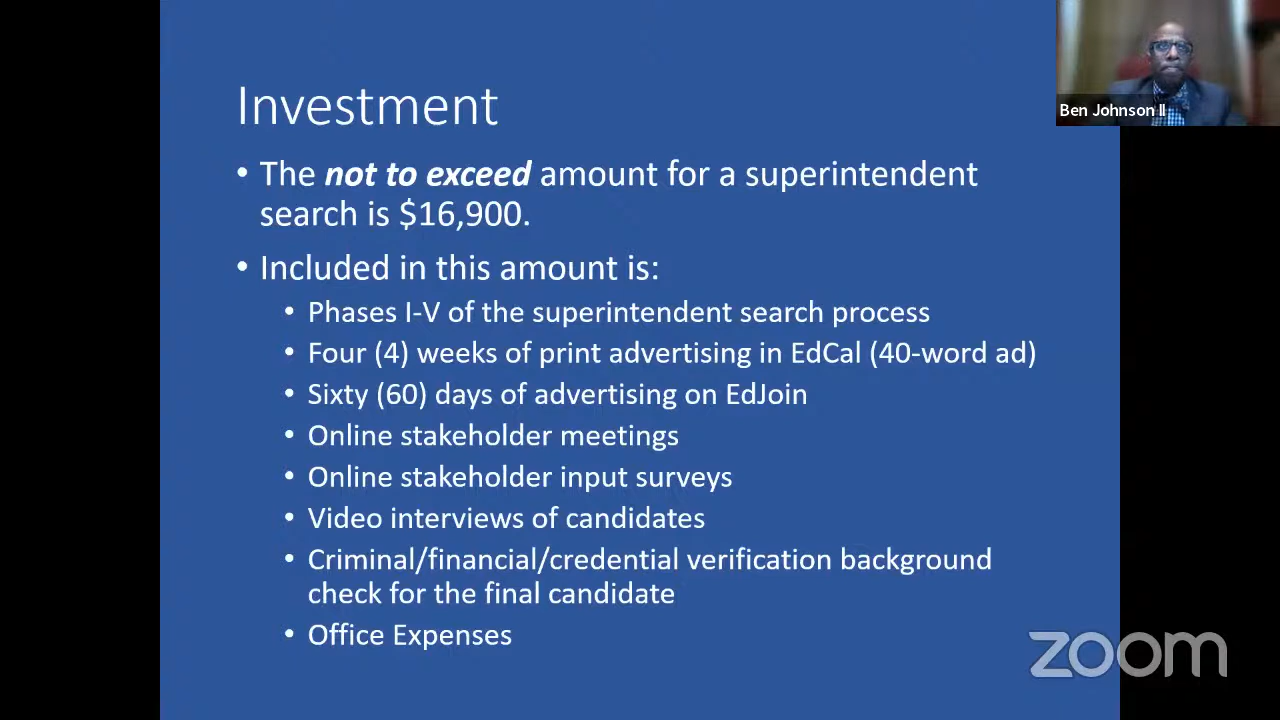 Investment
• The not to exceed amount for a superintendent
search is $16,900.
• Included in this amount is:
• Phases I-V of the superintendent search process
• Four (4) weeks of print advertising in EdCal (40-word ad)
• Sixty (60) days of advertising on EdJoin
• Online stakeholder meetings
• Online stakeholder input surveys
• Video interviews of candidates
• Criminal/financial/credential verification background
check for the final candidate
• Office Expenses
Ben Johnson II
zoom